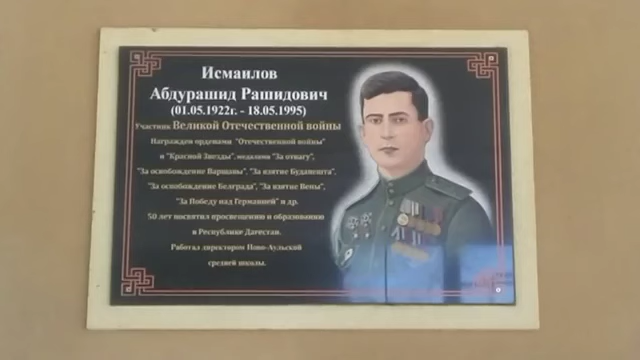 Исмаилов
Абдурашид Рашидович
(01.05.1922г. - 18.05.1995)
Участник Великой Отечественной войны
Награжден орденами "Отечественной войны"
и "Красной Звезды", медалями "За отвагу",
"За освобождение Варшавы", "За взятие Будапешта",
"За освобождение Белграда", "За взятие Вены",
"За Победу над Германией" и др.
50 лет посвятил просвещению и образованию
в Республике Дагестан.
Работал директором Ново-Аульской
средней школы.